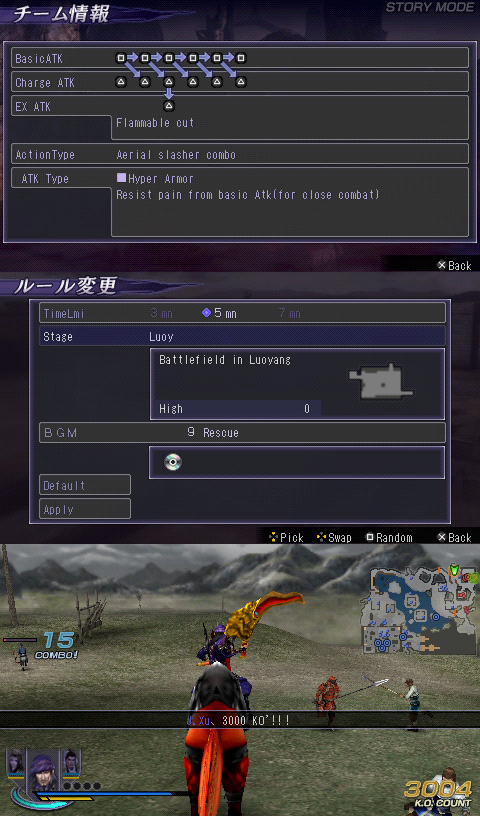 チーム情報
STORY MODE
BasicATK
Charge ATK
EX ATK
Flammable cut
ActionType Aerial slasher combo
ATK Type Hyper Armor
Resist pain from basic Atk(for close combat)
Back
ルール変更
TimeLmi 3 mn 5 mn 7 mn
Stage Luoy
Battlefield in Luoyang
High 0
BGM 9 Rescue
Default
Apply
Pick Swap Random Back
15
COMBO!
Xu、3000 KO'!!!
3004
K.O. COUNT